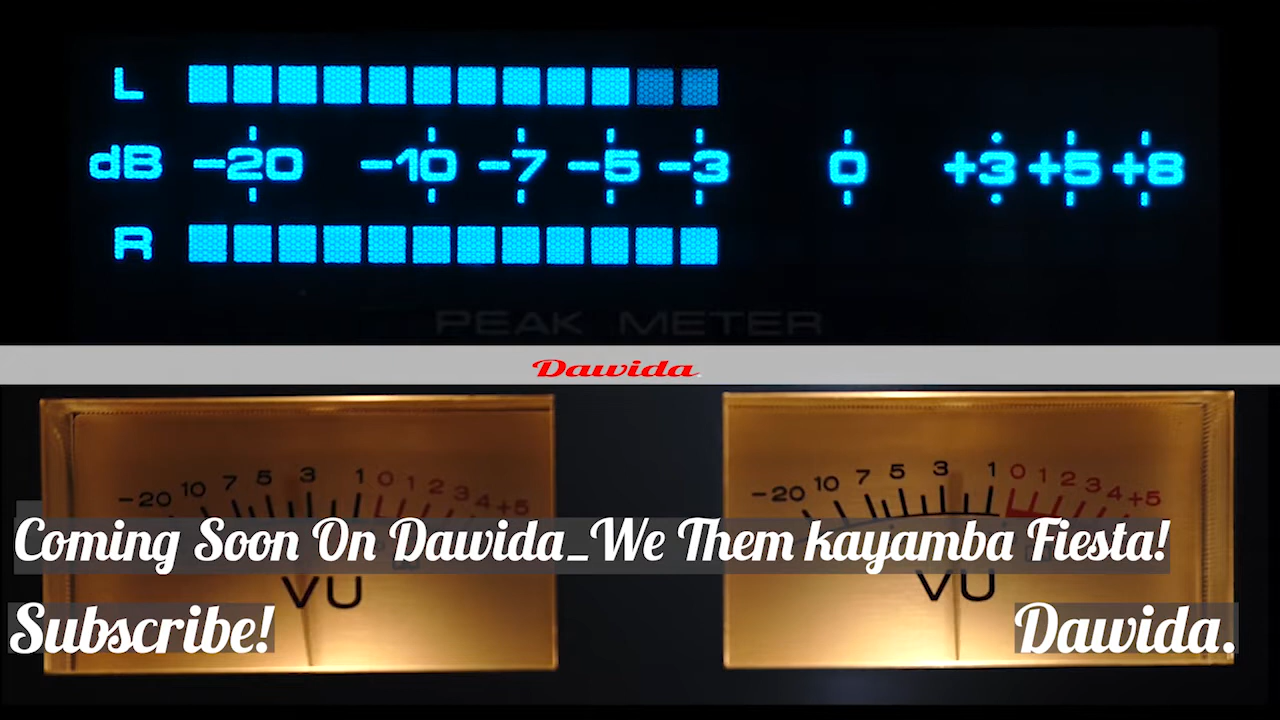 L
dB -20 -10 -7 -5 -3 0 +3 +5 +8
R
PEAK METER
Dawida.
-20 10 7 5 3 1 0 1 2 3 4 +5
-20 10 7 5 3 1 0 1 2 3 4 +5
Coming Soon On Dawida_We Them kayamba Fiesta!
VU
VU
Subscribe!
Dawida.